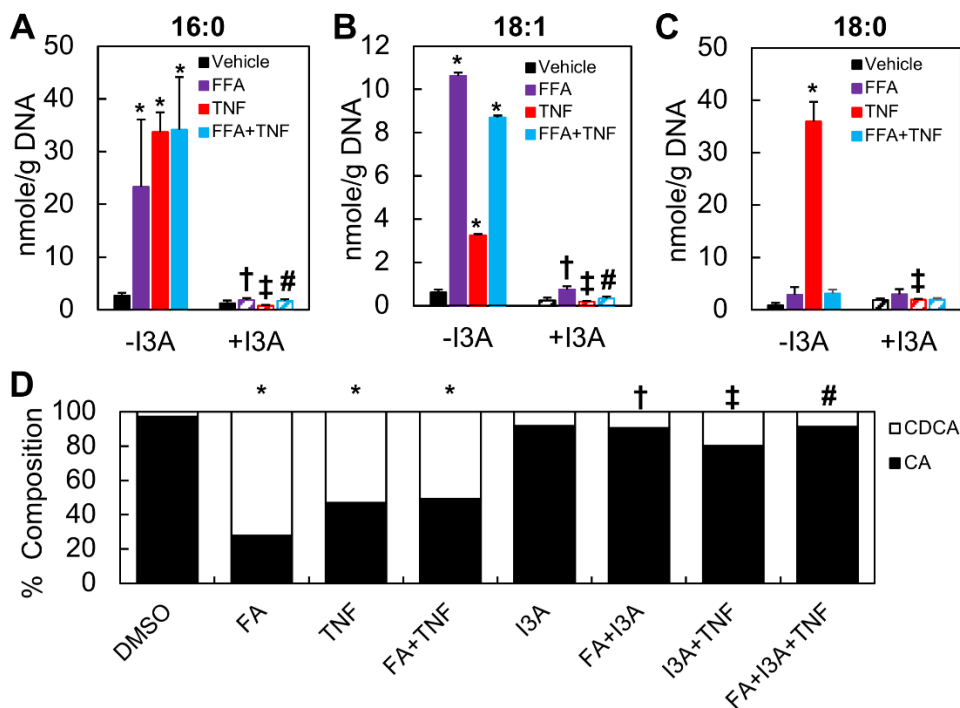 A 16:0
nmole/g DNA
50
40
30
20
10
0
Vehicle
FFA
TNF
FFA+TNF
* * *
† ‡ #
-I3A +I3A
B 18:1
nmole/g DNA
12
10
8
6
4
2
0
Vehicle
FFA
TNF
FFA+TNF
* * *
† ‡ #
-I3A +I3A
C 18:0
nmole/g DNA
50
40
30
20
10
0
Vehicle
FFA
TNF
FFA+TNF
*
‡
-I3A +I3A
D
* * * † ‡ #
% Composition
100
80
60
40
20
0
CDCA
CA
DMSO
FA
TNF
FA+TNF
I3A
FA+I3A
I3A+TNF
FA+I3A+TNF